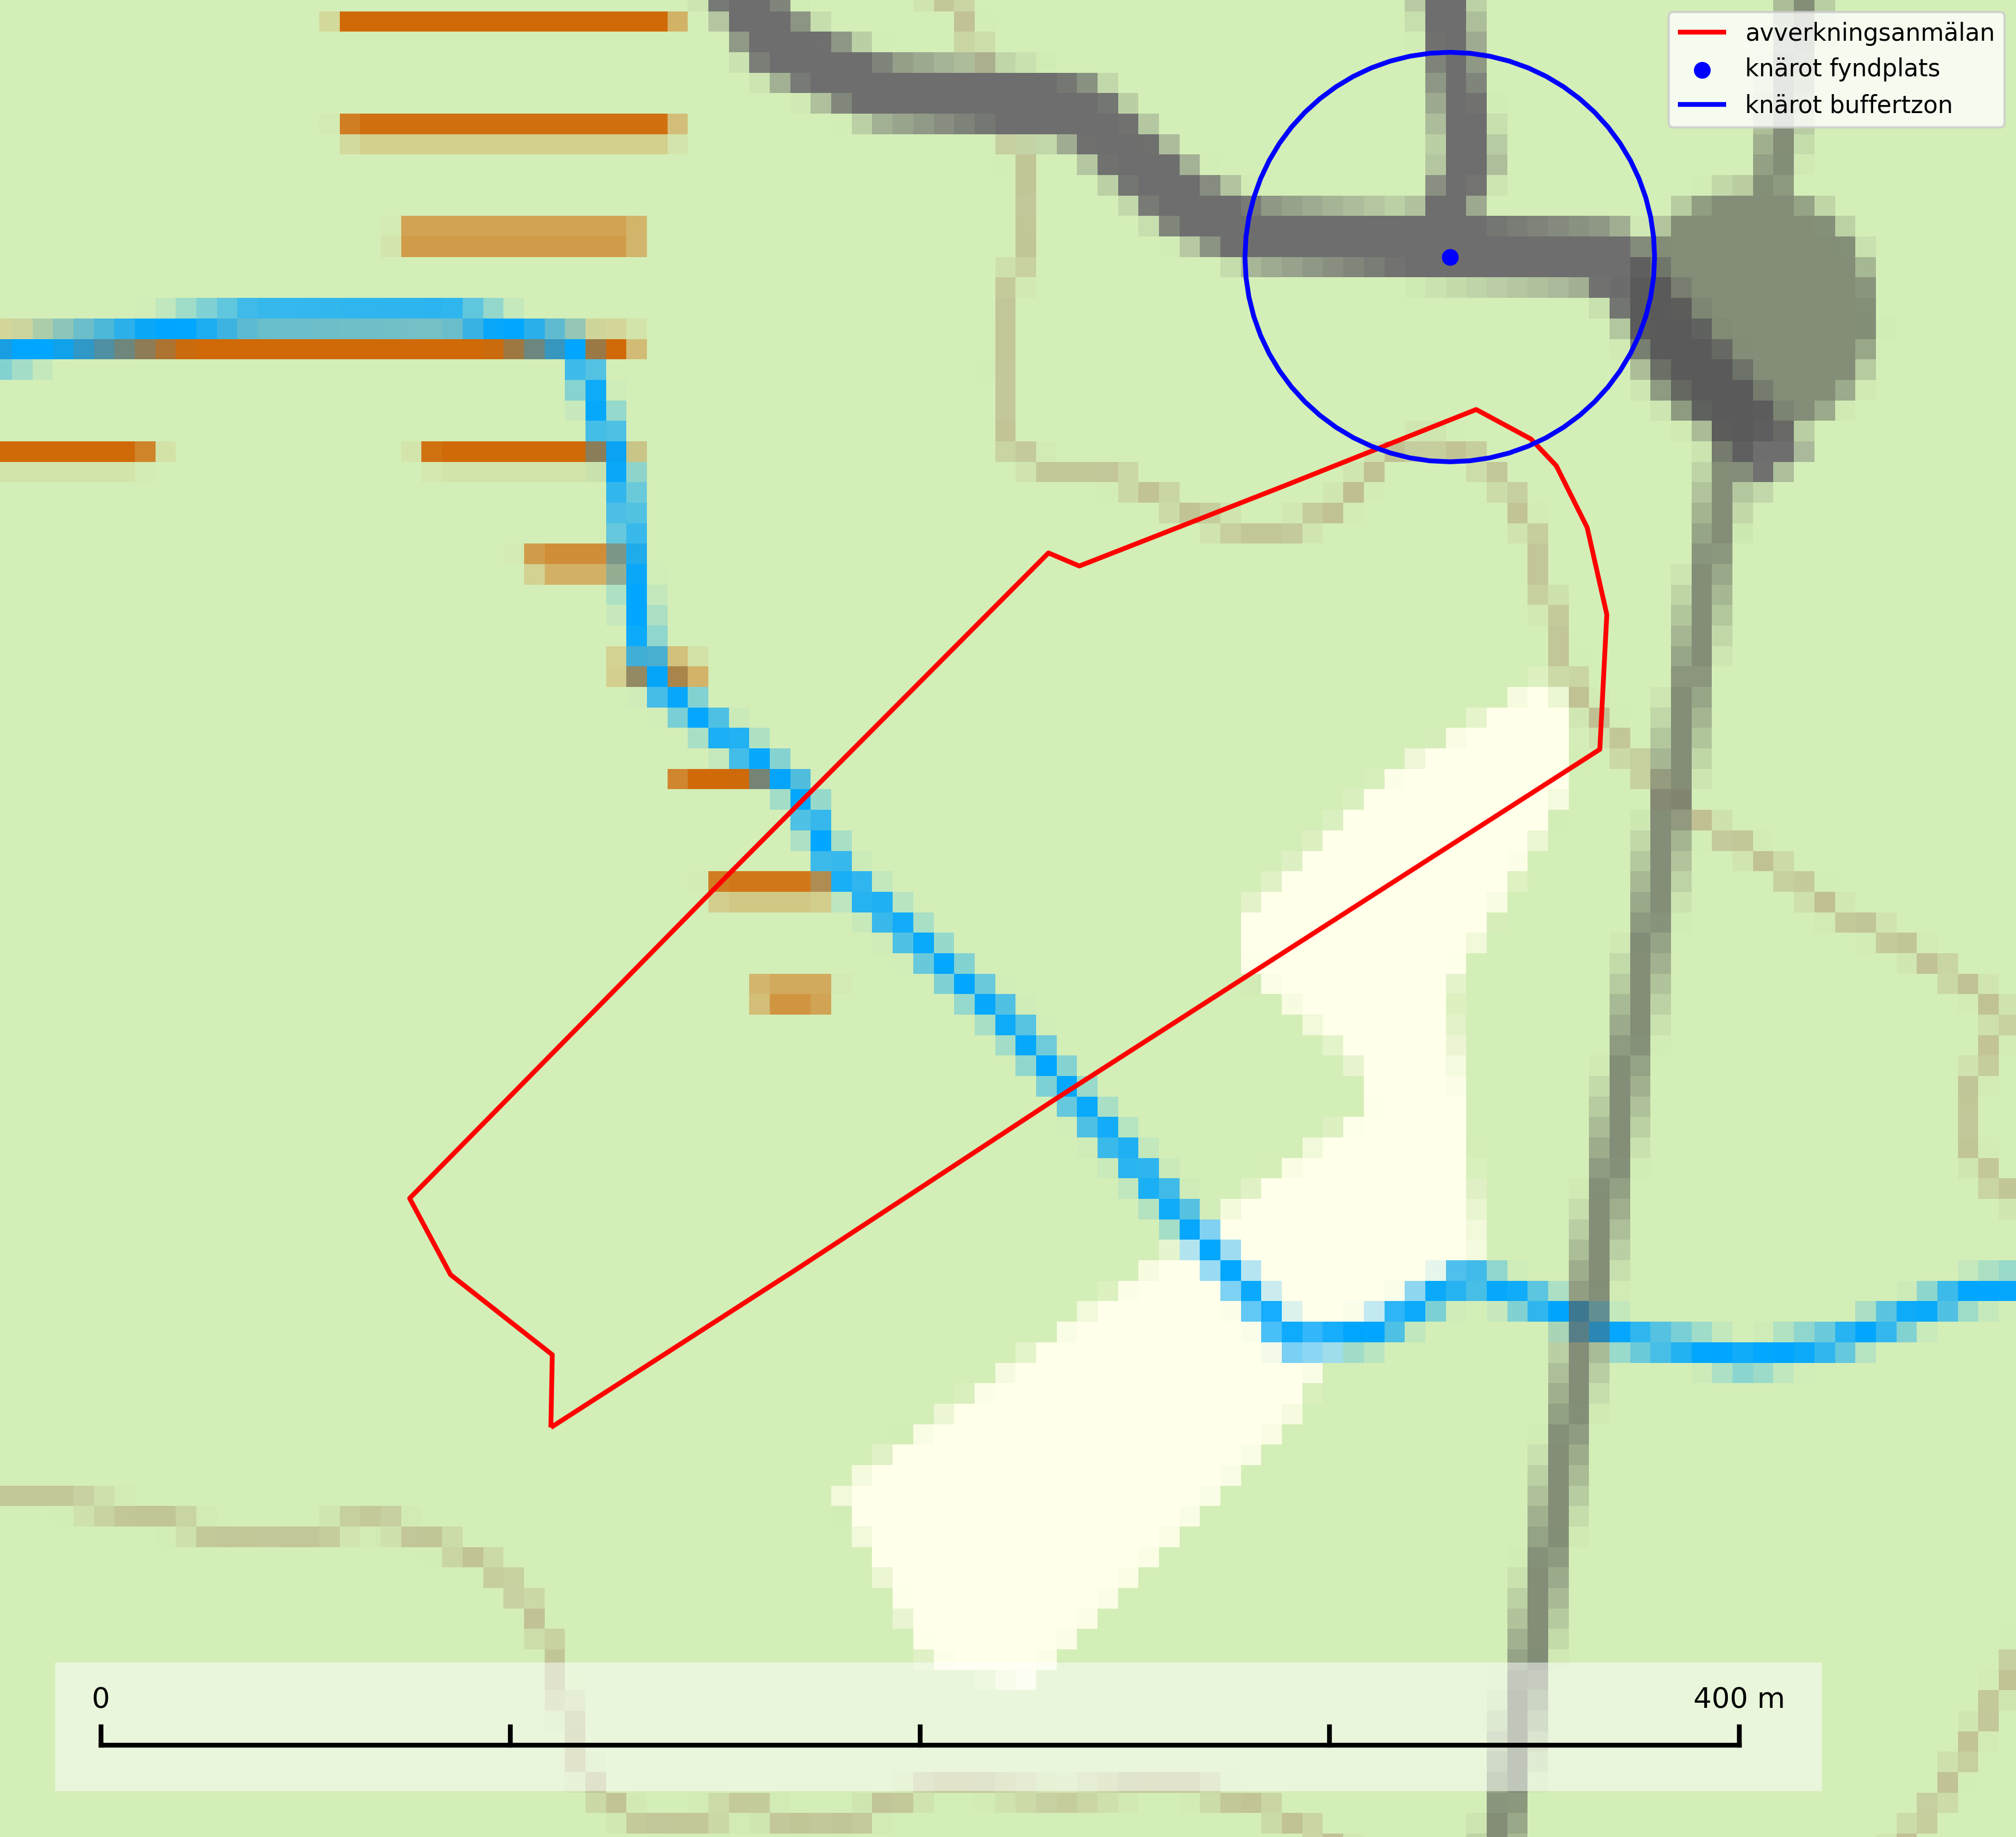 avverkningsanmälan
knärot fyndplats
knärot buffertzon
0 400 m